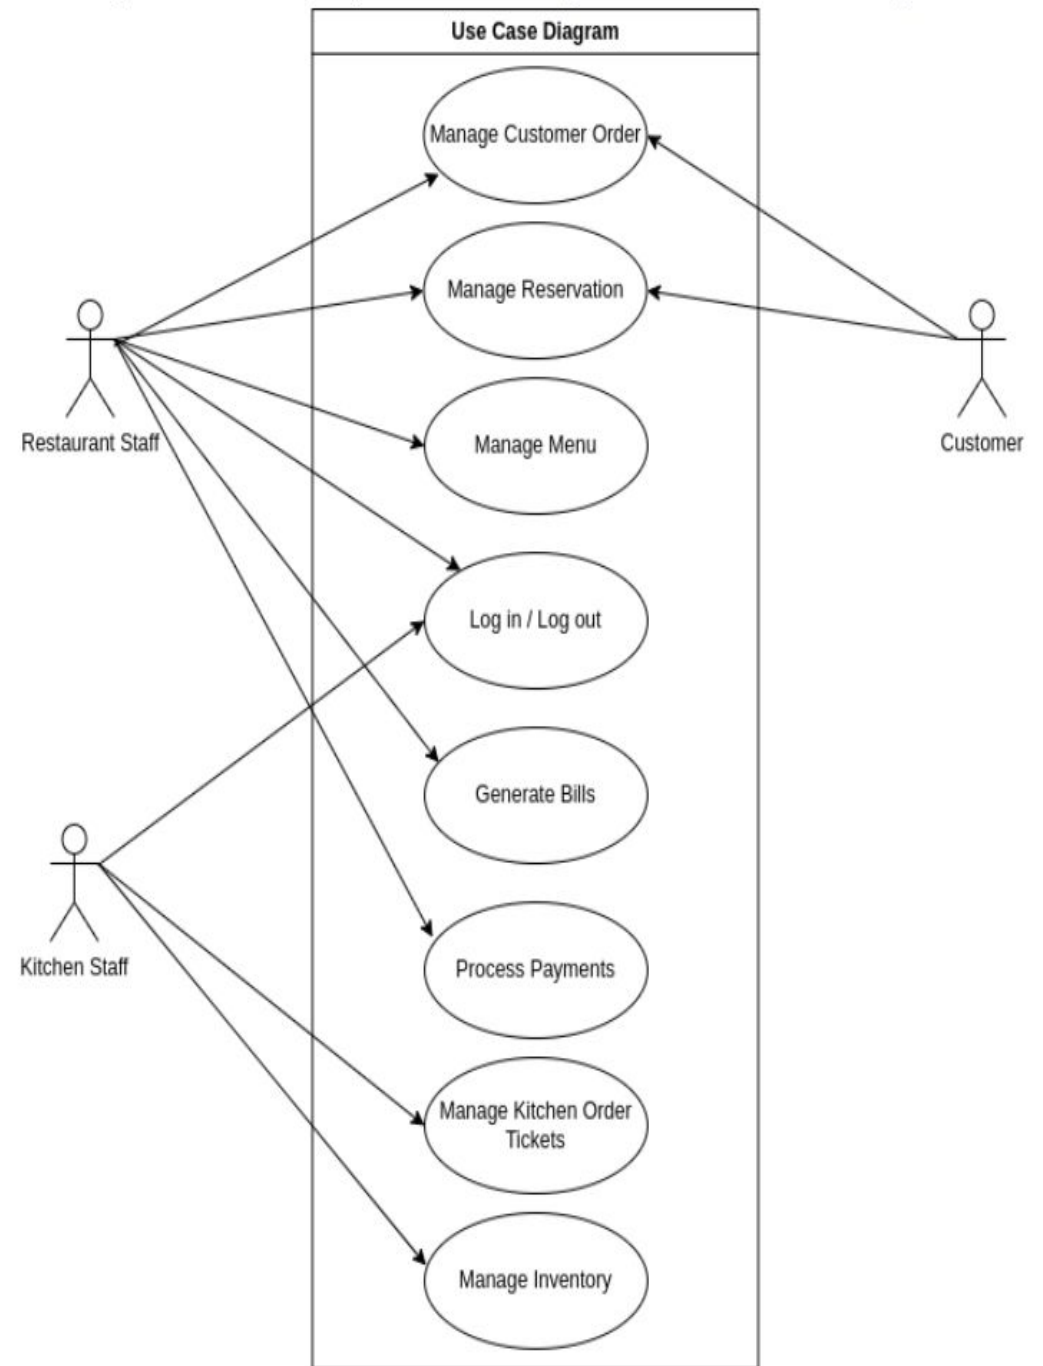 Use Case Diagram
Manage Customer Order
Manage Reservation
Restaurant Staff
Manage Menu
Customer
Log in / Log out
Generate Bills
Kitchen Staff
Process Payments
Manage Kitchen Order
Tickets
Manage Inventory